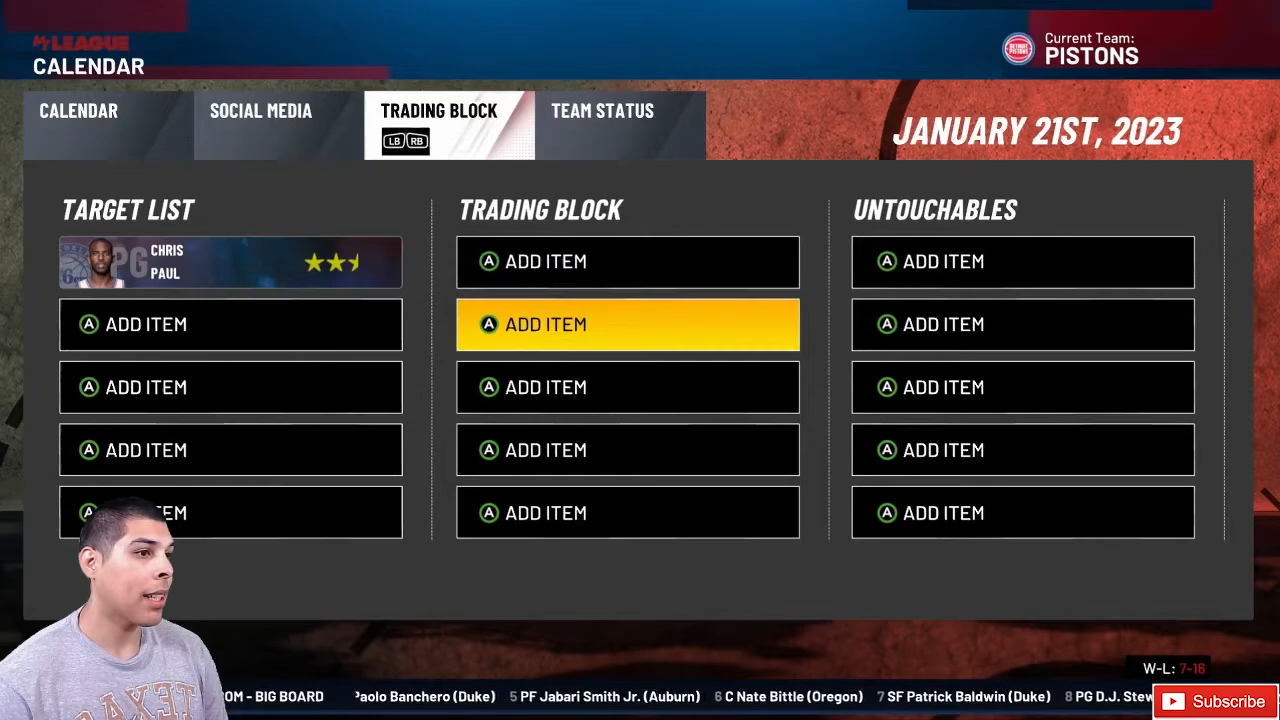 MyLEAGUE
CALENDAR
Current Team:
PISTONS
CALENDAR
SOCIAL MEDIA
TRADING BLOCK
LB RB
TEAM STATUS
JANUARY 21ST, 2023
TARGET LIST
PG
CHRIS
PAUL
A ADD ITEM
A ADD ITEM
A ADD ITEM
A EM
TRADING BLOCK
A ADD ITEM
A ADD ITEM
A ADD ITEM
A ADD ITEM
A ADD ITEM
UNTOUCHABLES
A ADD ITEM
A ADD ITEM
A ADD ITEM
A ADD ITEM
A ADD ITEM
W-L: 7-16
OM - BIG BOARD Paolo Banchero (Duke) 5 PF Jabari Smith Jr. (Auburn) 6 C Nate Bittle (Oregon) 7 SF Patrick Baldwin (Duke) 8 PG D.J. Stew
Subscribe